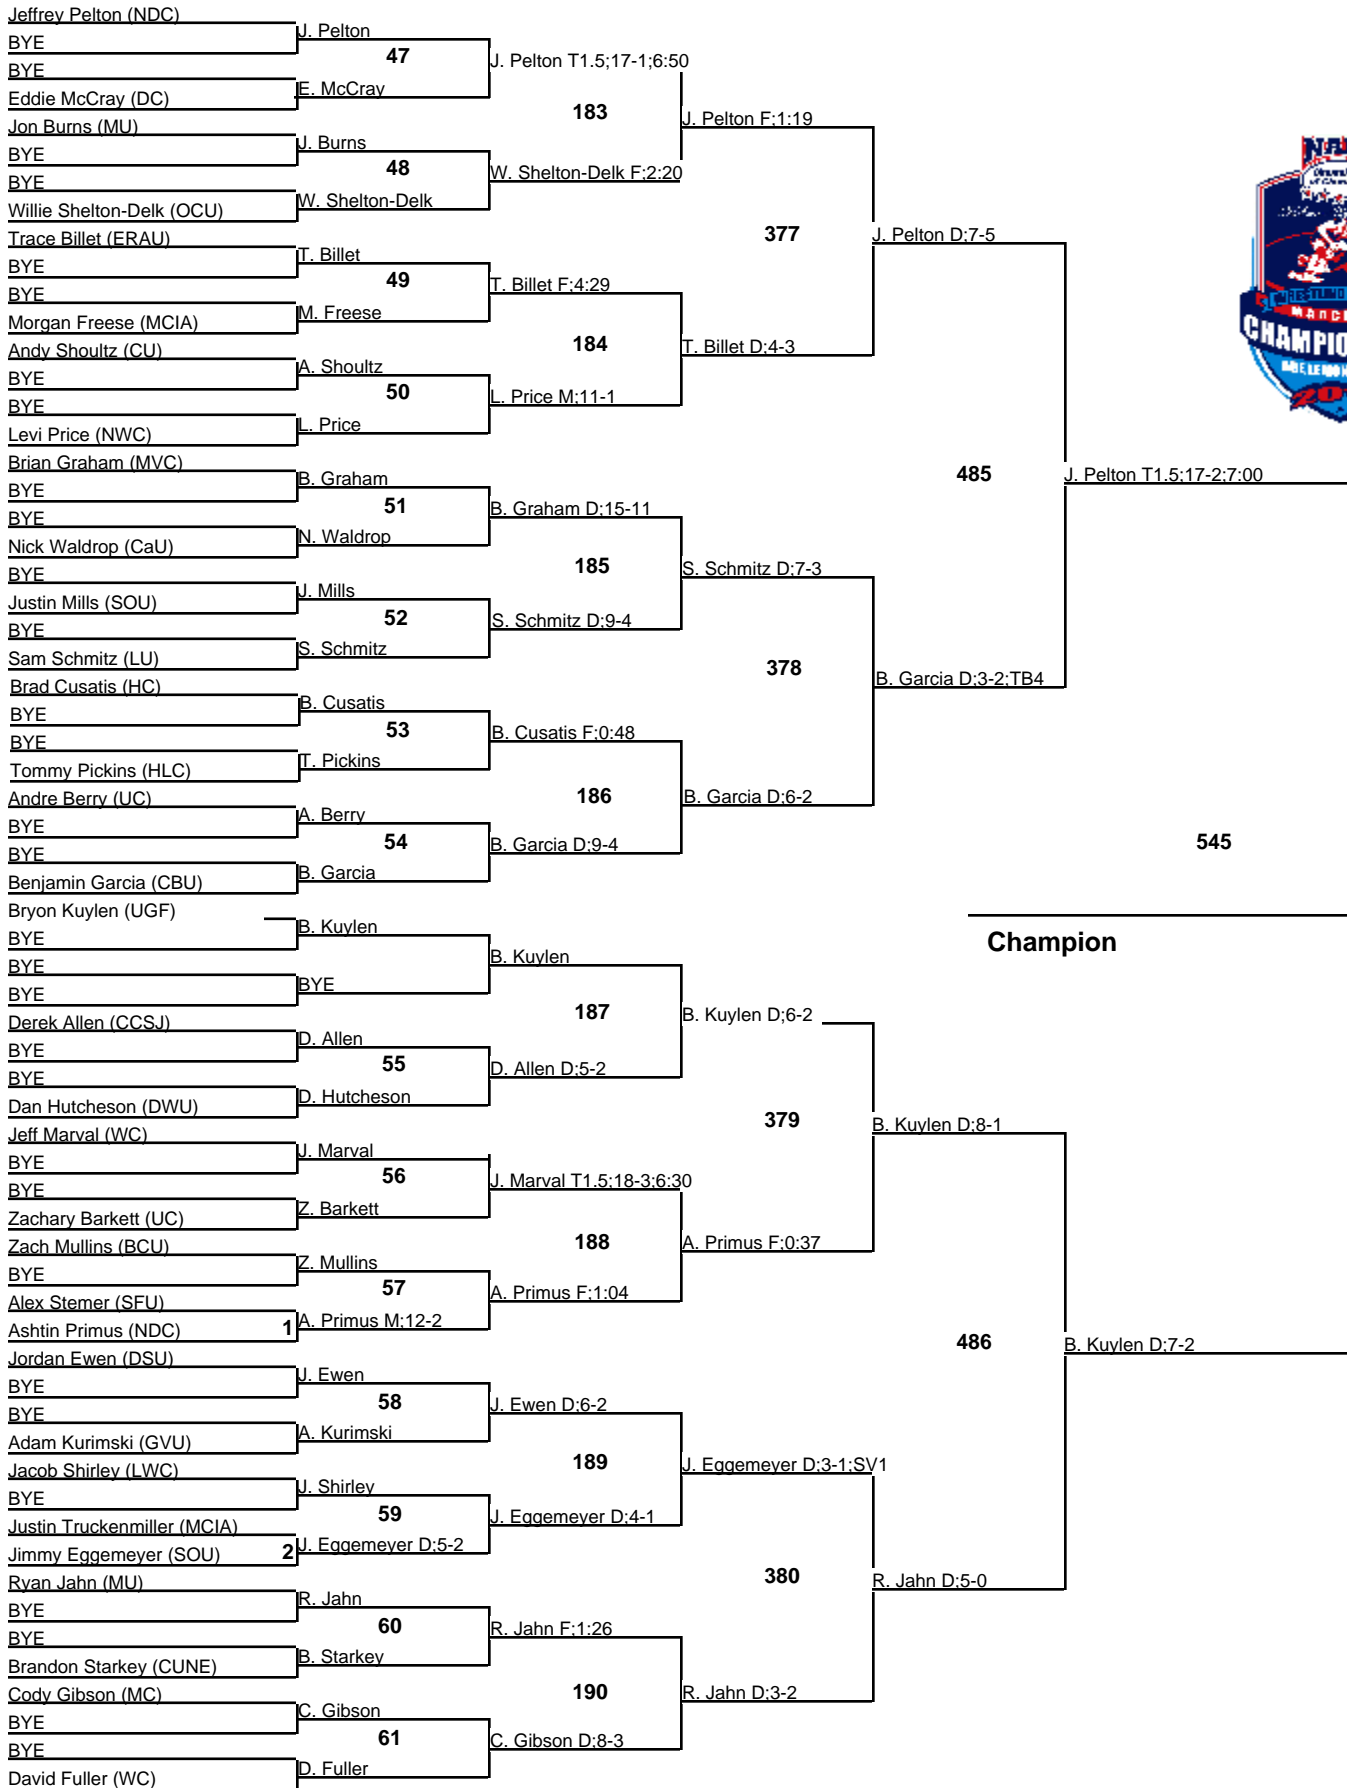 Jeffrey Pelton (NDC)
BYE
BYE
Eddie McCray (DC)
Jon Burns (MU)
BYE
BYE
Willie Shelton-Delk (OCU)
Trace Billet (ERAU)
BYE
BYE
Morgan Freese (MCIA)
Andy Shoultz (CU)
BYE
BYE
Levi Price (NWC)
Brian Graham (MVC)
BYE
BYE
Nick Waldrop (CaU)
BYE
Justin Mills (SOU)
BYE
Sam Schmitz (LU)
Brad Cusatis (HC)
BYE
BYE
Tommy Pickins (HLC)
Andre Berry (UC)
BYE
BYE
Benjamin Garcia (CBU)
Bryon Kuylen (UGF)
BYE
BYE
BYE
Derek Allen (CCSJ)
BYE
BYE
Dan Hutcheson (DWU)
Jeff Marval (WC)
BYE
BYE
Zachary Barkett (UC)
Zach Mullins (BCU)
BYE
Alex Stemer (SFU)
Ashtin Primus (NDC) 1
Jordan Ewen (DSU)
BYE
BYE
Adam Kurimski (GVU)
Jacob Shirley (LWC)
BYE
Justin Truckenmiller (MCIA)
Jimmy Eggemeyer (SOU) 2
Ryan Jahn (MU)
BYE
BYE
Brandon Starkey (CUNE)
Cody Gibson (MC)
BYE
BYE
David Fuller (WC)
J. Pelton
47
E. McCray
J. Burns
48
W. Shelton-Delk
T. Billet
49
M. Freese
A. Shoultz
50
L. Price
B. Graham
51
N. Waldrop
J. Mills
52
S. Schmitz
B. Cusatis
53
T. Pickins
A. Berry
54
B. Garcia
B. Kuylen
BYE
D. Allen
55
D. Hutcheson
J. Marval
56
Z. Barkett
Z. Mullins
57
A. Primus M;12-2
J. Ewen
58
A. Kurimski
J. Shirley
59
J. Eggemeyer D;5-2
R. Jahn
60
B. Starkey
C. Gibson
61
D. Fuller
J. Pelton T1.5;17-1;6:50
183
W. Shelton-Delk F;2:20
T. Billet F;4:29
184
L. Price M;11-1
B. Graham D;15-11
185
S. Schmitz D;9-4
B. Cusatis F;0:48
186
B. Garcia D;9-4
B. Kuylen
187
D. Allen D;5-2
J. Marval T1.5;18-3;6:30
188
A. Primus F;1:04
J. Ewen D;6-2
189
J. Eggemeyer D;4-1
R. Jahn F;1:26
190
C. Gibson D;8-3
J. Pelton F;1:19
377
T. Billet D;4-3
S. Schmitz D;7-3
378
B. Garcia D;6-2
B. Kuylen D;6-2
379
A. Primus F;0:37
J. Eggemeyer D;3-1;SV1
380
R. Jahn D;3-2
J. Pelton D;7-5
485
B. Garcia D;3-2;TB4
B. Kuylen D;8-1
486
R. Jahn D;5-0
J. Pelton T1.5;17-2;7:00
545
B. Kuylen D;7-2
Champion